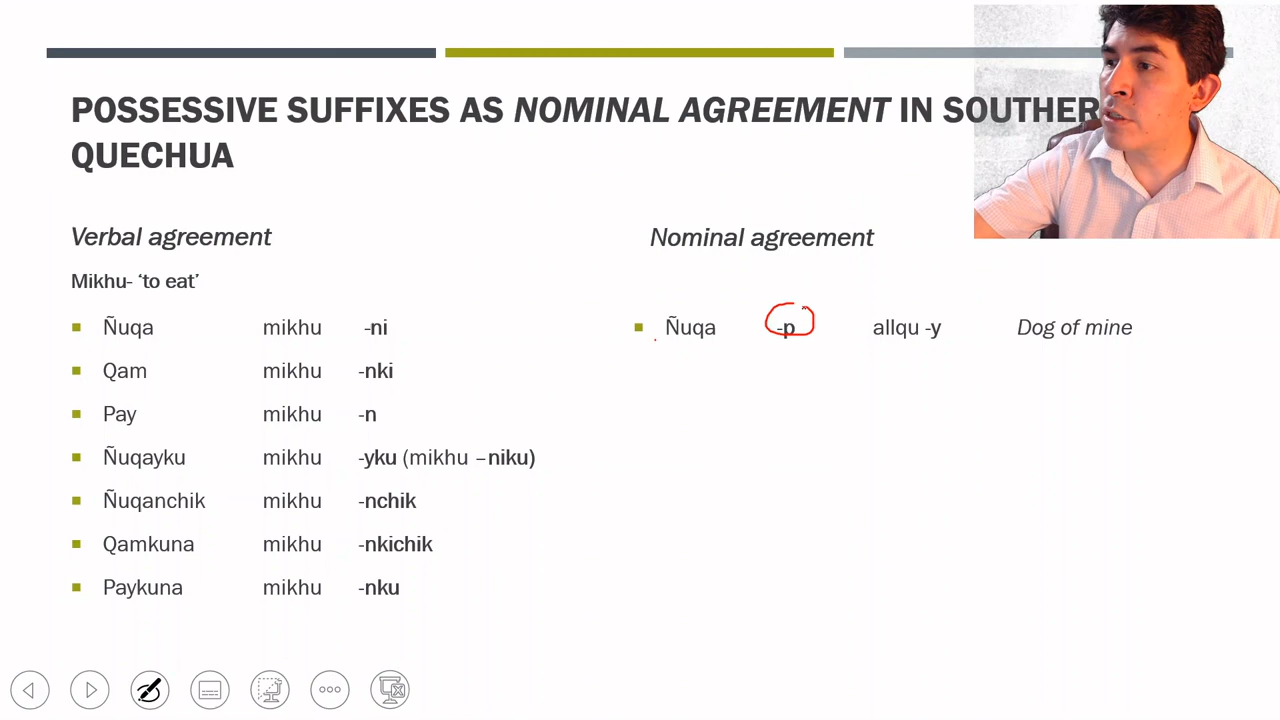 POSSESSIVE SUFFIXES AS NOMINAL AGREEMENT IN SOUTHER
QUECHUA
Verbal agreement
Mikhu- ‘to eat’
Ñuqa mikhu -ni
Qam mikhu -nki
Pay mikhu -n
Ñuqayku mikhu -yku (mikhu –niku)
Ñuqanchik mikhu -nchik
Qamkuna mikhu -nkichik
Paykuna mikhu -nku
Nominal agreement
Ñuqa -p allqu -y Dog of mine